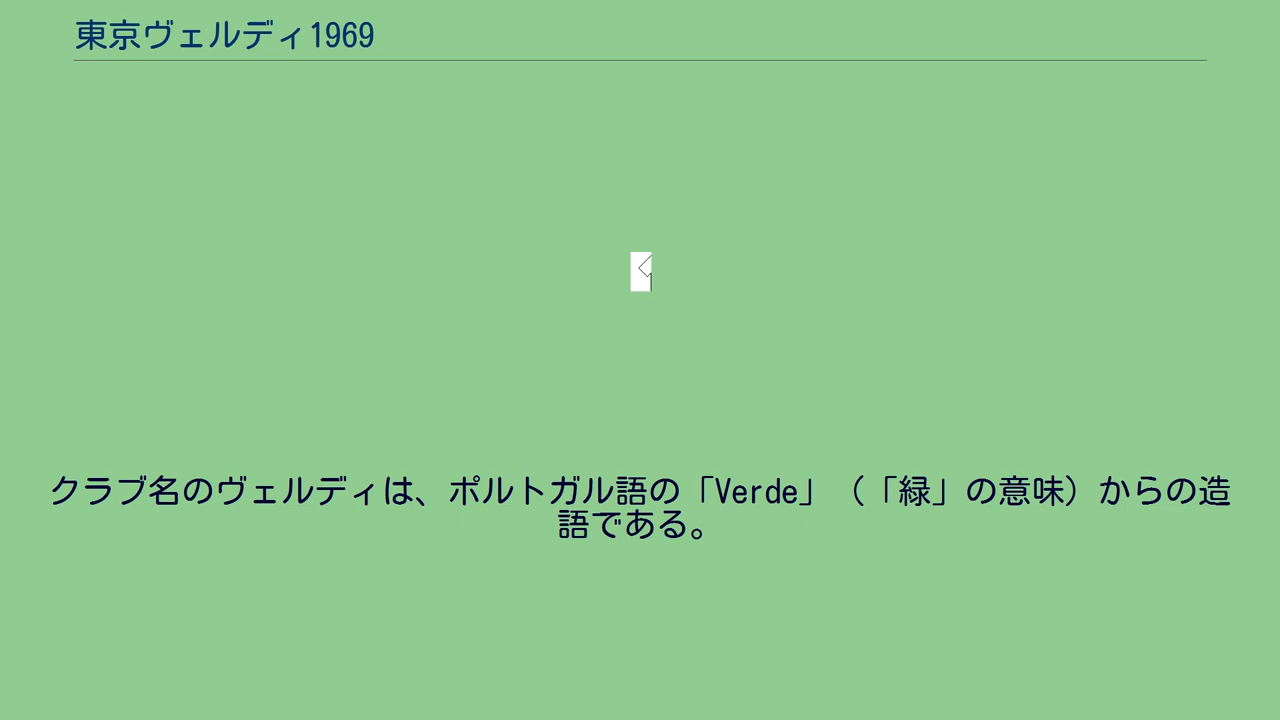 東京ヴェルディ1969
クラブ名のヴェルディは、ポルトガル語の「Verde」（「緑」の意味）からの造
語である。